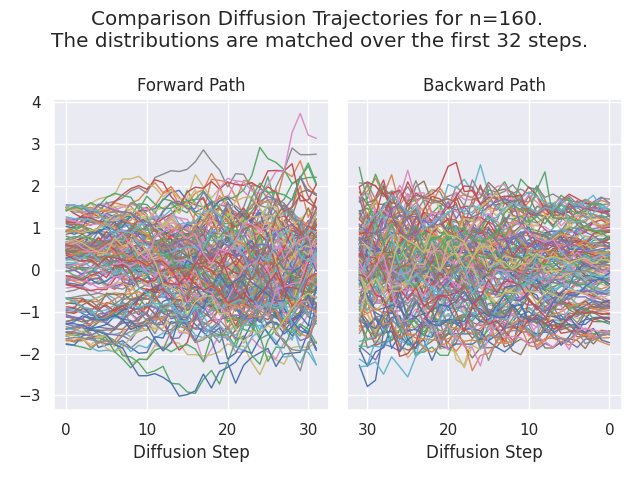 Comparison Diffusion Trajectories for n=160.
The distributions are matched over the first 32 steps.
Forward Path
Backward Path
4
3
2
1
0
−1
−2
−3
0 10 20 30
30 20 10 0
Diffusion Step
Diffusion Step